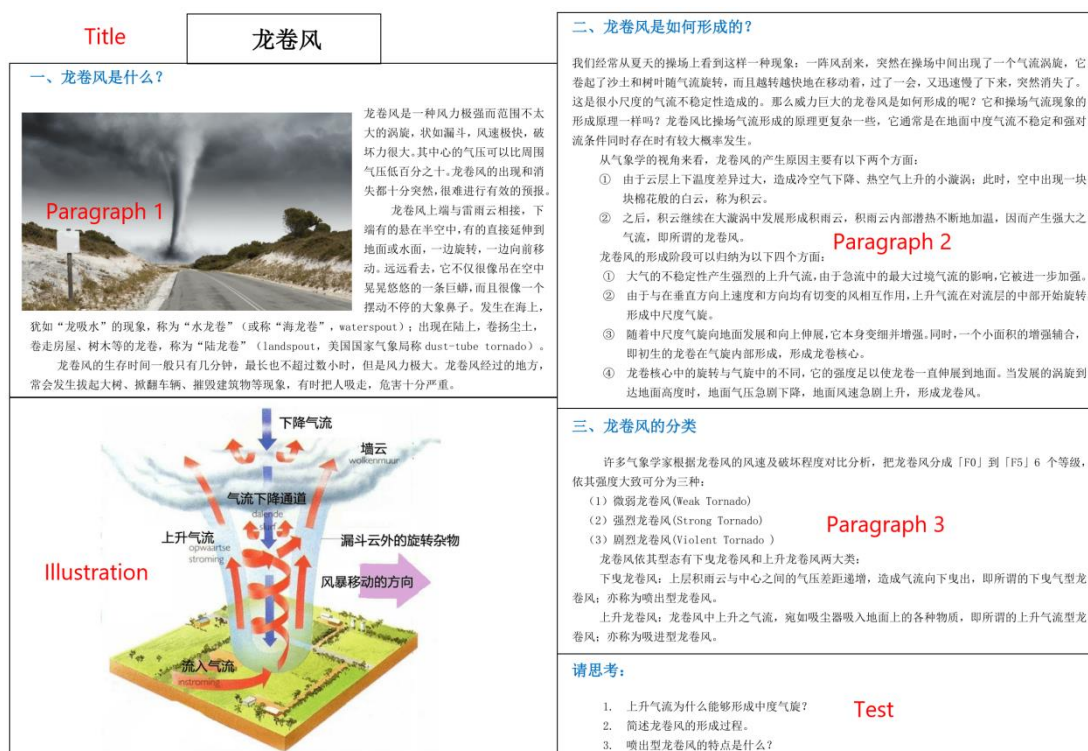 Title
龙卷风
一、龙卷风是什么？
龙卷风是一种风力极强而范围不太
大的涡旋，状如漏斗，风速极快，破
坏力很大。其中心的气压可以比周围
气压低百分之十。龙卷风的出现和消
失都十分突然，很难进行有效的预报。
龙卷风上端与雷雨云相接，下
端有的悬在半空中，有的直接延伸到
地面或水面，一边旋转，一边向前移
动。远远看去，它不仅很像吊在空中
晃晃悠悠的一条巨蟒，而且很像一个
摆动不停的大象鼻子。发生在海上，
犹如“龙吸水”的现象，称为“水龙卷”（或称“海龙卷”，waterspout）；出现在陆上，卷扬尘土，
卷走房屋、树木等的龙卷，称为“陆龙卷”（landspout，美国国家气象局称 dust-tube tornado）。
龙卷风的生存时间一般只有几分钟，最长也不超过数小时，但是风力极大。龙卷风经过的地方，
常会发生拔起大树、掀翻车辆、摧毁建筑物等现象，有时把人吸走，危害十分严重。
Paragraph 1
下降气流
墙云
wolkenmuur
气流下降通道
dalende
上升气流
opwaartse
stroming
漏斗云外的旋转杂物
风暴移动的方向
流入气流
instroming
Illustration
二、龙卷风是如何形成的？
我们经常从夏天的操场上看到这样一种现象：一阵风刮来，突然在操场中间出现了一个气流涡旋，它
卷起了沙土和树叶随气流旋转，而且越转越快地在移动着，过了一会，又迅速慢了下来，突然消失了。
这是很小尺度的气流不稳定性造成的。那么威力巨大的龙卷风是如何形成的呢？它和操场气流现象的
形成原理一样吗？龙卷风比操场气流形成的原理更复杂一些，它通常是在地面中度气流不稳定和强对
流条件同时存在时有较大概率发生。
从气象学的视角来看，龙卷风的产生原因主要有以下两个方面：
① 由于云层上下温度差异过大，造成冷空气下降、热空气上升的小漩涡；此时，空中出现一块
块棉花般的白云，称为积云。
② 之后，积云继续在大漩涡中发展形成积雨云，积雨云内部潜热不断地加温，因而产生强大之
气流，即所谓的龙卷风。
Paragraph 2
龙卷风的形成阶段可以归纳为以下四个方面：
① 大气的不稳定性产生强烈的上升气流，由于急流中的最大过境气流的影响，它被进一步加强。
② 由于与在垂直方向上速度和方向均有切变的风相互作用，上升气流在对流层的中部开始旋转
形成中尺度气旋。
③ 随着中尺度气旋向地面发展和向上伸展，它本身变细并增强。同时，一个小面积的增强辅合，
即初生的龙卷在气旋内部形成，形成龙卷核心。
④ 龙卷核心中的旋转与气旋中的不同，它的强度足以使龙卷一直伸展到地面。当发展的涡旋到
达地面高度时，地面气压急剧下降，地面风速急剧上升，形成龙卷风。
三、龙卷风的分类
许多气象学家根据龙卷风的风速及破坏程度对比分析，把龙卷风分成「F0」到「F5」6 个等级，
依其强度大致可分为三种：
（1）微弱龙卷风(Weak Tornado)
（2）强烈龙卷风(Strong Tornado)
（3）剧烈龙卷风(Violent Tornado )
Paragraph 3
龙卷风依其型态有下曳龙卷风和上升龙卷风两大类：
下曳龙卷风；上层积雨云与中心之间的气压差距递增，造成气流向下曳出，即所谓的下曳气型龙
卷风；亦称为喷出型龙卷风。
上升龙卷风；龙卷风中上升之气流，宛如吸尘器吸入地面上的各种物质，即所谓的上升气流型龙
卷风；亦称为吸进型龙卷风。
请思考：
1. 上升气流为什么能够形成中度气旋？
2. 简述龙卷风的形成过程。
3. 喷出型龙卷风的特点是什么？
Test